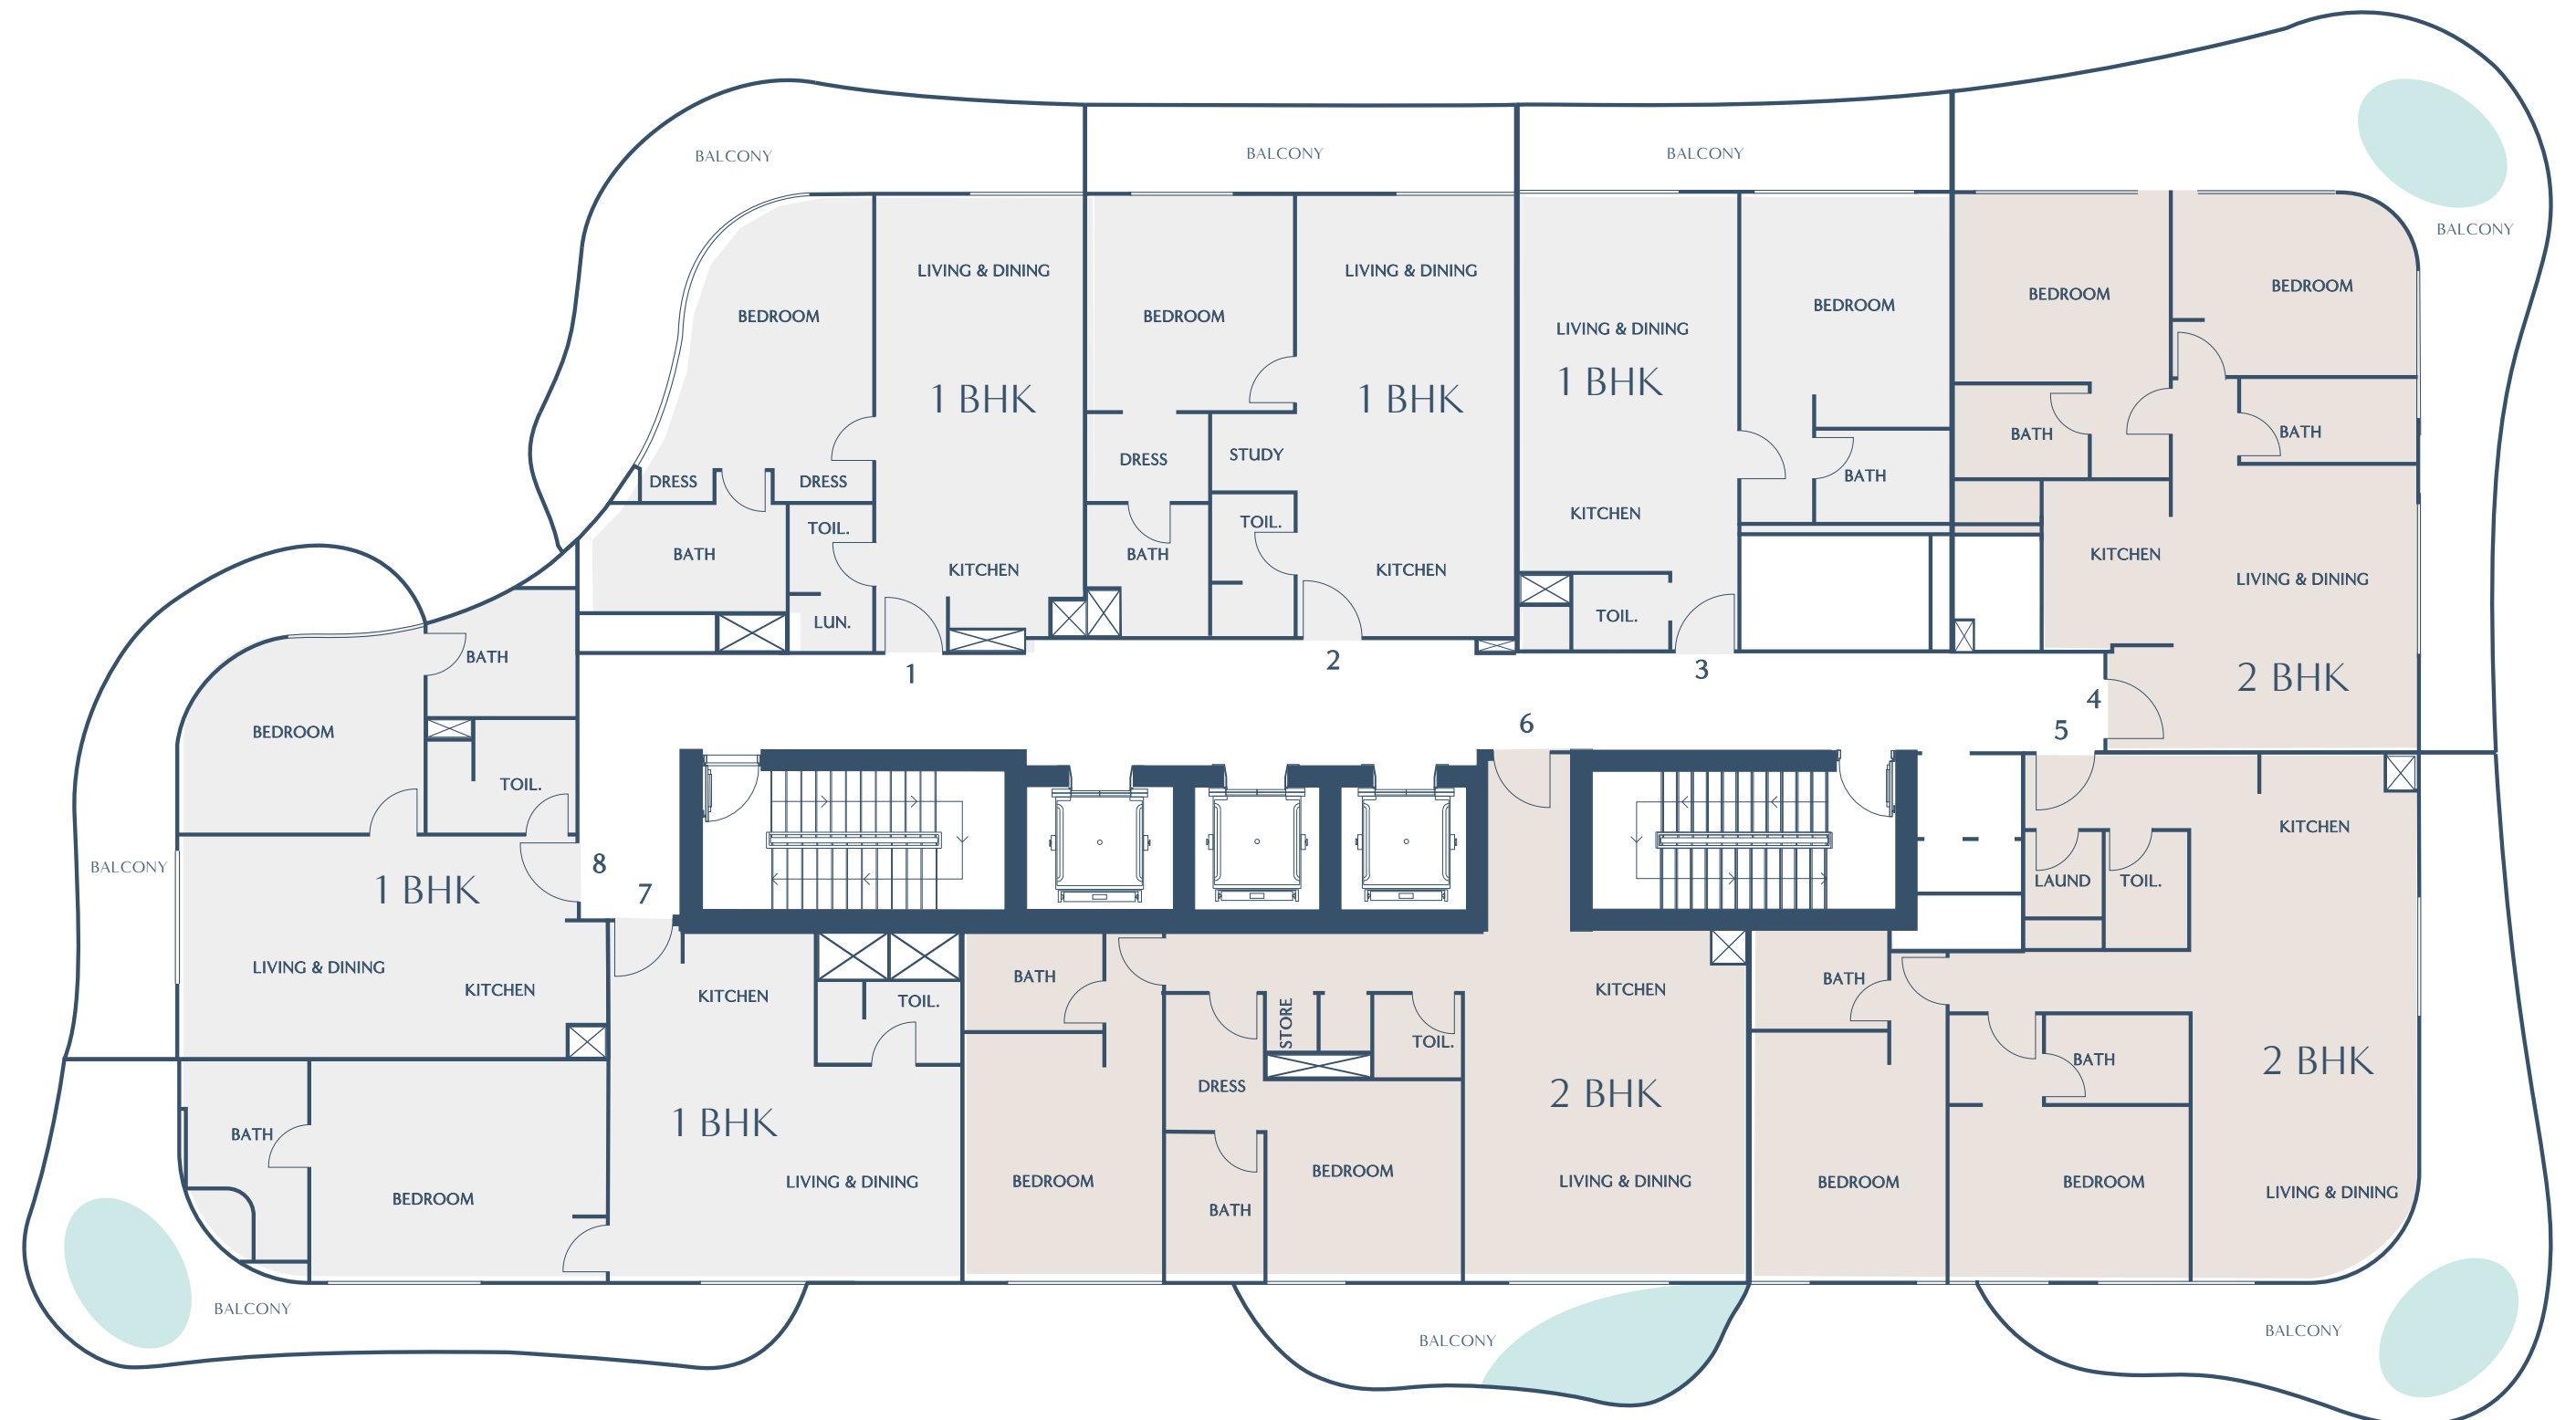 BALCONY
BALCONY
BALCONY
BALCONY
BEDROOM
LIVING & DINING
1 BHK
DRESS
DRESS
TOIL.
BATH
KITCHEN
LUN.
1
BEDROOM
LIVING & DINING
1 BHK
DRESS
STUDY
TOIL.
BATH
KITCHEN
2
LIVING & DINING
BEDROOM
1 BHK
BATH
KITCHEN
TOIL.
3
BEDROOM
BEDROOM
BATH
BATH
KITCHEN
LIVING & DINING
2 BHK
4
5
6
BATH
BEDROOM
TOIL.
BALCONY
1 BHK
8
7
LIVING & DINING
KITCHEN
KITCHEN
TOIL.
1 BHK
BATH
BEDROOM
LIVING & DINING
BALCONY
BATH
STORE
TOIL.
DRESS
BEDROOM
BEDROOM
BATH
KITCHEN
2 BHK
LIVING & DINING
BALCONY
KITCHEN
LAUND
TOIL.
BATH
BATH
2 BHK
BEDROOM
BEDROOM
LIVING & DINING
BALCONY